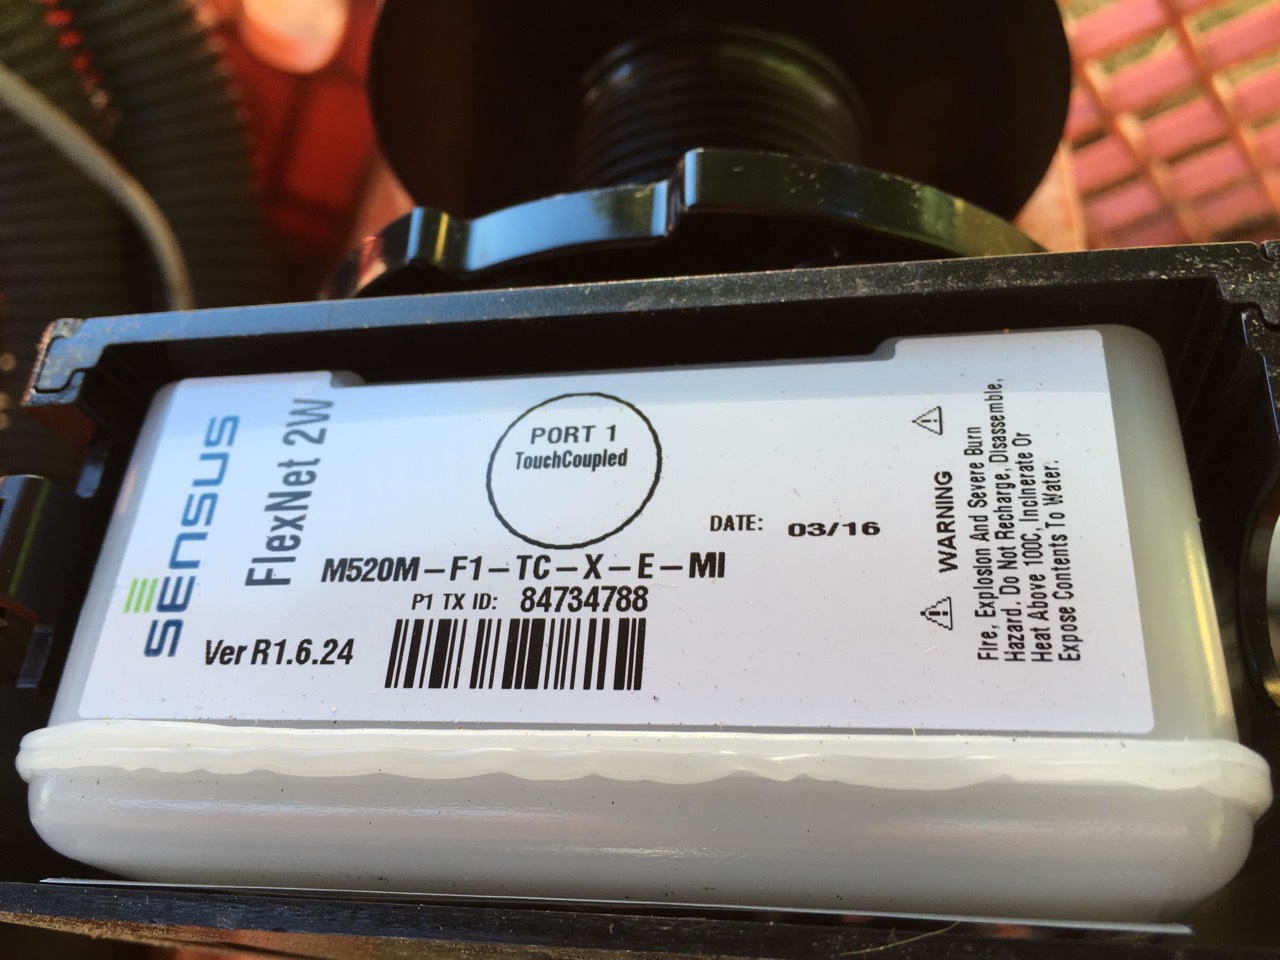 SENSUS
FlexNet 2W
PORT 1
TouchCoupled
DATE: 03/16
M520M-F1-TC-X-E-MI
P1 TX ID: 84734788
Ver R1.6.24
WARNING
Fire, Explosion And Severe Burn
Hazard. Do Not Recharge, Disassemble,
Heat Above 100C, Incinerate Or
Expose Contents To Water.